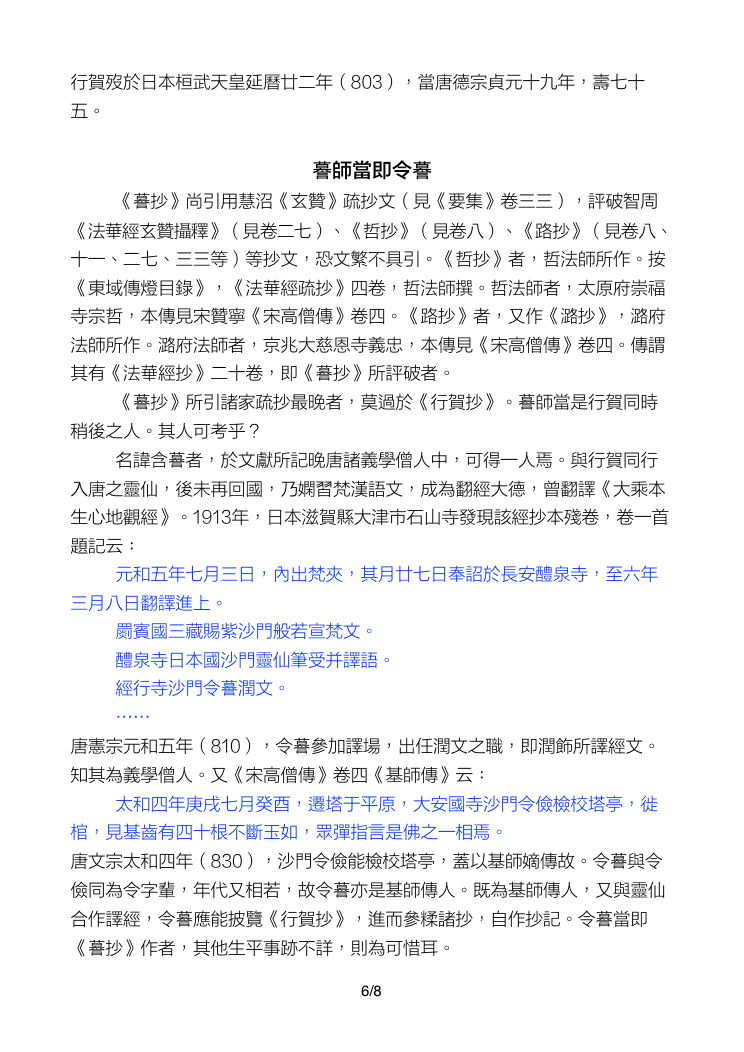 行賀歿於日本桓武天皇延曆廿二年（803），當唐德宗貞元十九年，壽七十
五。
謩師當即令謩
《謩抄》尚引用慧沼《玄贊》疏抄文（見《要集》卷三三），評破智周
《法華經玄贊攝釋》（見卷二七）、《哲抄》（見卷八）、《路抄》（見卷八、
十一、二七、三三等）等抄文，恐文繁不具引。《哲抄》者，哲法師所作。按
《東域傳燈目錄》，《法華經疏抄》四卷，哲法師撰。哲法師者，太原府崇福
寺宗哲，本傳見宋贊寧《宋高僧傳》卷四。《路抄》者，又作《潞抄》，潞府
法師所作。潞府法師者，京兆大慈恩寺義忠，本傳見《宋高僧傳》卷四。傳謂
其有《法華經抄》二十卷，即《謩抄》所評破者。
《謩抄》所引諸家疏抄最晚者，莫過於《行賀抄》。謩師當是行賀同時
稍後之人。其人可考乎？
名諱含謩者，於文獻所記晚唐諸義學僧人中，可得一人焉。與行賀同行
入唐之靈仙，後未再回國，乃嫻習梵漢語文，成為翻經大德，曾翻譯《大乘本
生心地觀經》。1913年，日本滋賀縣大津市石山寺發現該經抄本殘卷，卷一首
題記云：
元和五年七月三日，內出梵夾，其月廿七日奉詔於長安醴泉寺，至六年
三月八日翻譯進上。
罽賓國三藏賜紫沙門般若宣梵文。
醴泉寺日本國沙門靈仙筆受并譯語。
經行寺沙門令謩潤文。
……
唐憲宗元和五年（810），令謩參加譯場，出任潤文之職，即潤飾所譯經文。
知其為義學僧人。又《宋高僧傳》卷四《基師傳》云：
太和四年庚戌七月癸酉，遷塔于平原，大安國寺沙門令儉檢校塔亭，徙
棺，見基齒有四十根不斷玉如，眾彈指言是佛之一相焉。
唐文宗太和四年（830），沙門令儉能檢校塔亭，蓋以基師嫡傳故。令謩與令
儉同為令字輩，年代又相若，故令謩亦是基師傳人。既為基師傳人，又與靈仙
合作譯經，令謩應能披覽《行賀抄》，進而參糅諸抄，自作抄記。令謩當即
《謩抄》作者，其他生平事跡不詳，則為可惜耳。
6/8